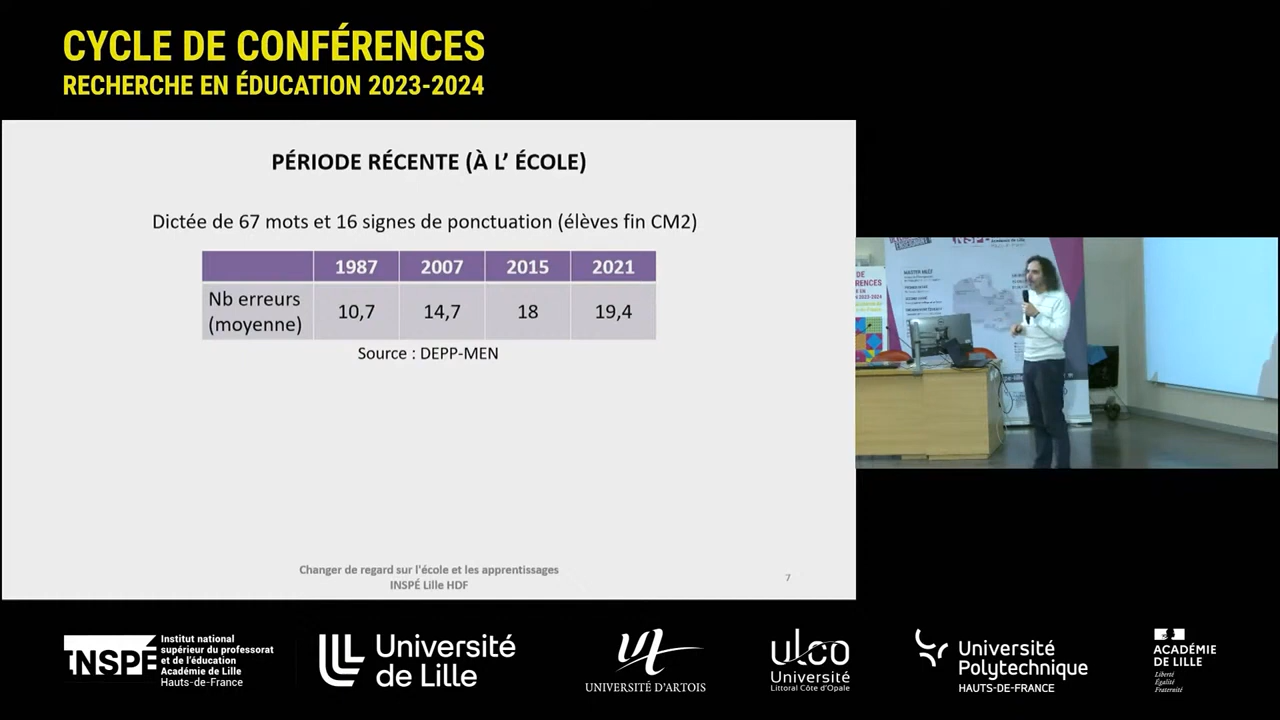 CYCLE DE CONFÉRENCES
RECHERCHE EN ÉDUCATION 2023-2024
PÉRIODE RÉCENTE (À L’ ÉCOLE)
Dictée de 67 mots et 16 signes de ponctuation (élèves fin CM2)
1987 2007 2015 2021
Nb erreurs
(moyenne) 10,7 14,7 18 19,4
Source : DEPP-MEN
Changer de regard sur l'école et les apprentissages
INSPÉ Lille HDF
7
INSPÉ
Institut national
supérieur du professorat
et de l'éducation
Académie de Lille
Hauts-de-France
Université
de Lille
UNIVERSITÉ D'ARTOIS
ulco
Université
Littoral Côte d'Opale
Université
Polytechnique
HAUTS-DE-FRANCE
ACADÉMIE
DE LILLE
Liberté
Égalité
Fraternité